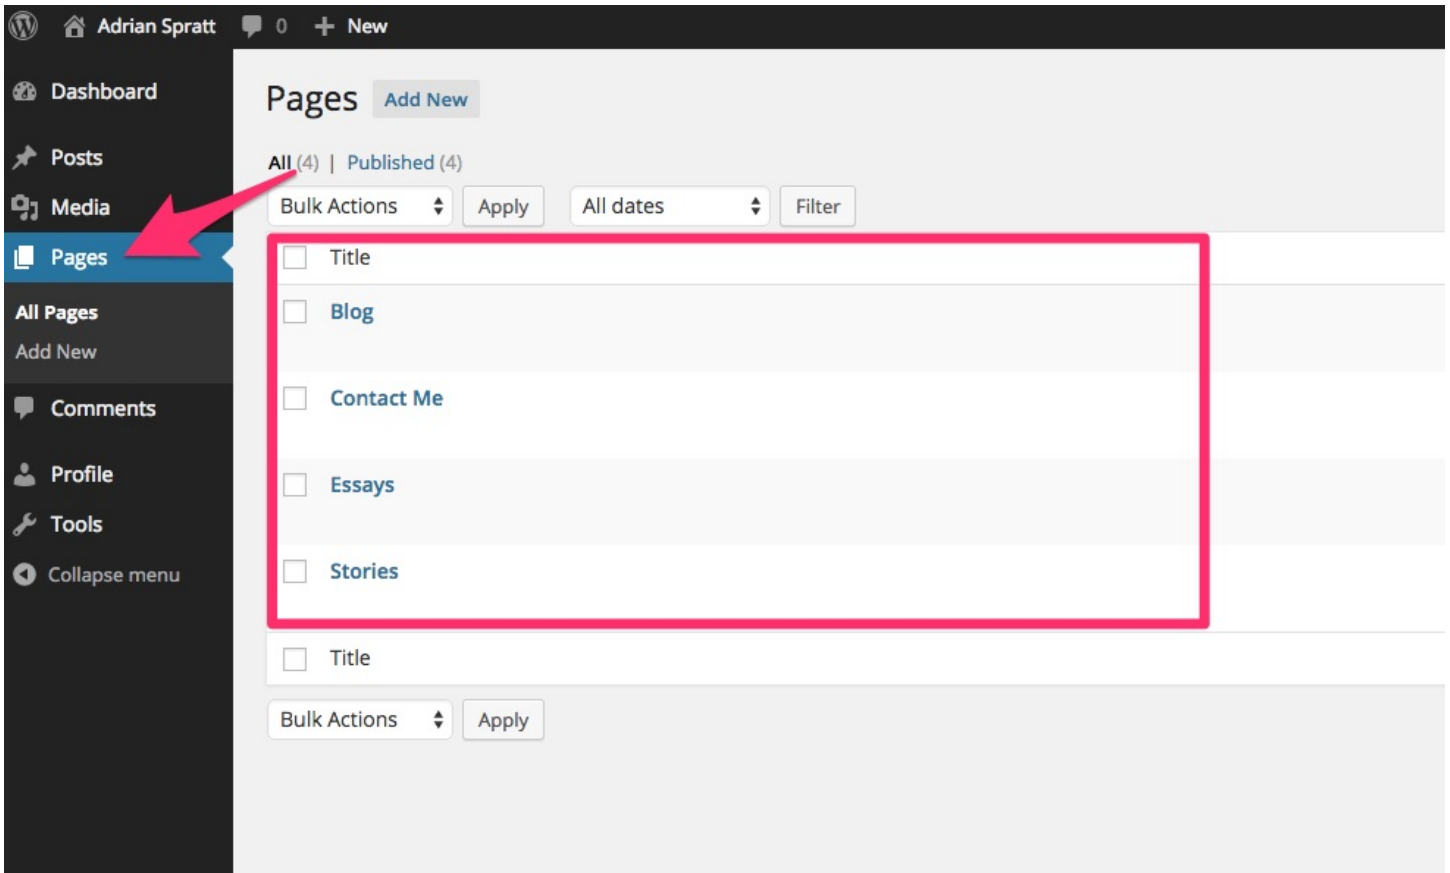 Adrian Spratt 0 + New
Dashboard
Posts
Media
Pages
All Pages
Add New
Comments
Profile
Tools
Collapse menu
Pages Add New
All (4) | Published (4)
Bulk Actions Apply All dates Filter
Title
Blog
Contact Me
Essays
Stories
Title
Bulk Actions Apply